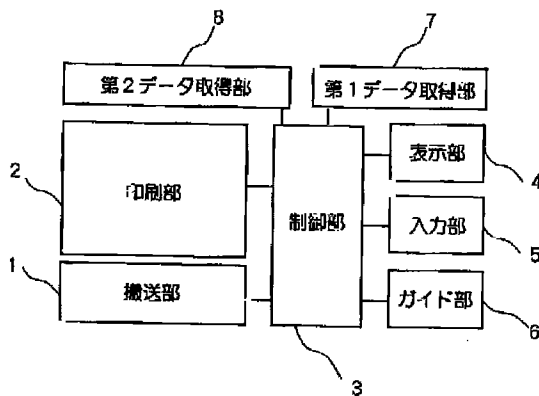 8
7
第2データ取得部
第1データ取得部
2
印刷部
制御部
表示部
4
入力部
5
1
搬送部
ガイド部
6
3